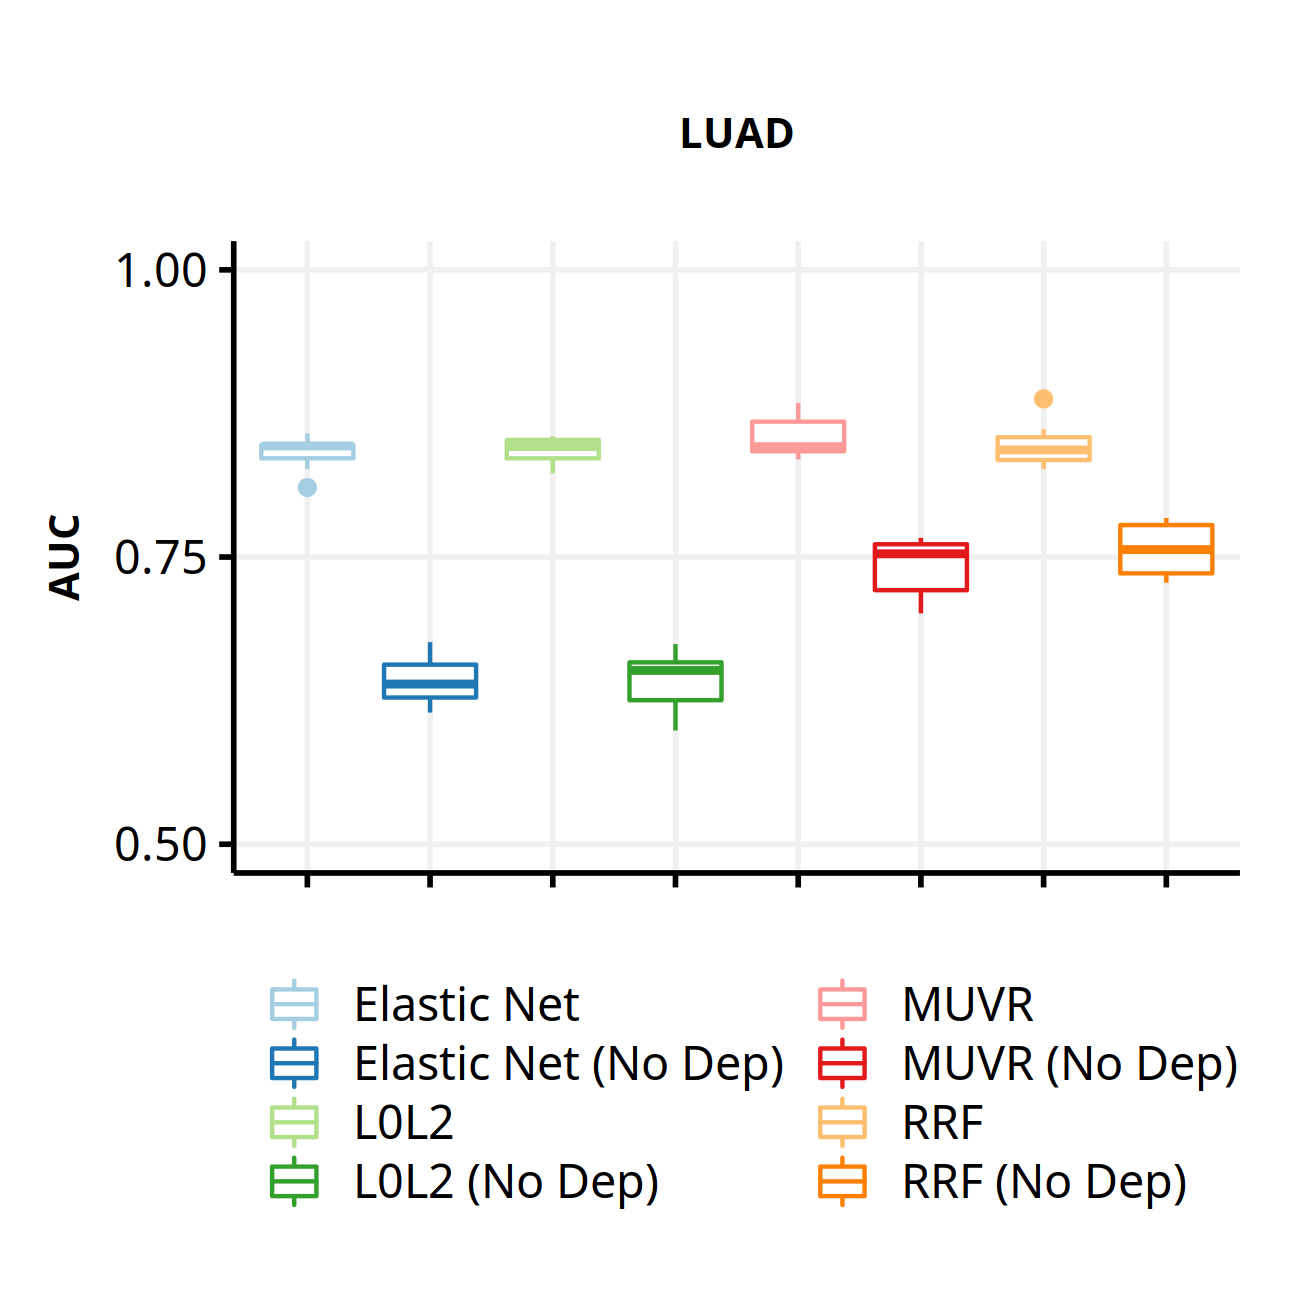 LUAD
AUC
1.00
0.75
0.50
Elastic Net
Elastic Net (No Dep)
L0L2
L0L2 (No Dep)
MUVR
MUVR (No Dep)
RRF
RRF (No Dep)